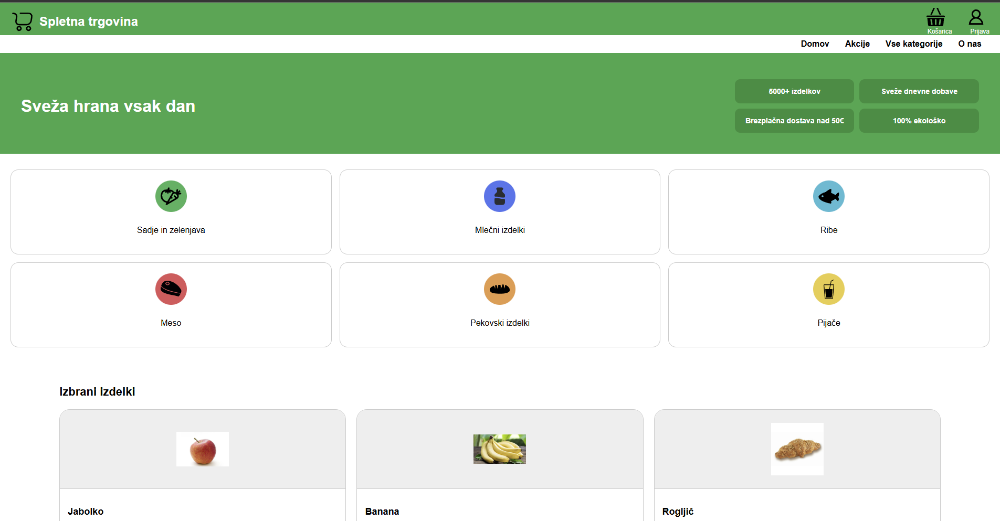 Spletna trgovina
Košarica
Prijava
Domov
Akcije
Vse kategorije
O nas
Sveža hrana vsak dan
5000+ izdelkov
Sveže dnevne dobave
Brezplačna dostava nad 50€
100% ekološko
Sadje in zelenjava
Mlečni izdelki
Ribe
Meso
Pekovski izdelki
Pijače
Izbrani izdelki
Jabolko
Banana
Rogljič